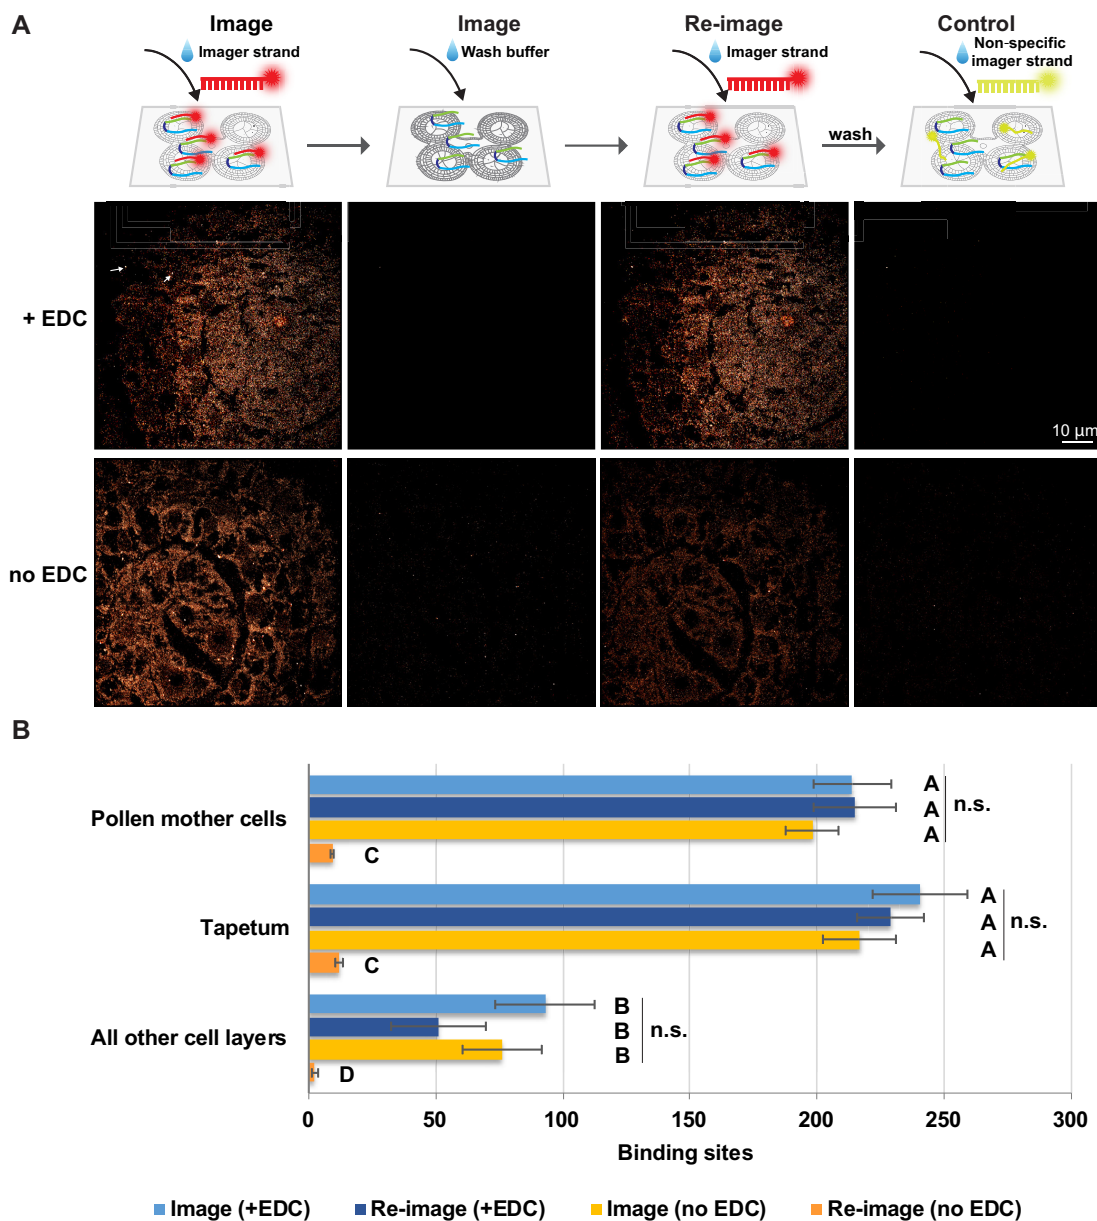 A
Image
Image
Re-image
Control
Imager strand
Wash buffer
Imager strand
Non-specific
imager strand
wash
+ EDC
10 µm
no EDC
B
Pollen mother cells
A
A
A
n.s.
C
Tapetum
A
A
A
n.s.
C
All other cell layers
B
B
B
n.s.
D
0 50 100 150 200 250 300
Binding sites
Image (+EDC) Re-image (+EDC) Image (no EDC) Re-image (no EDC)